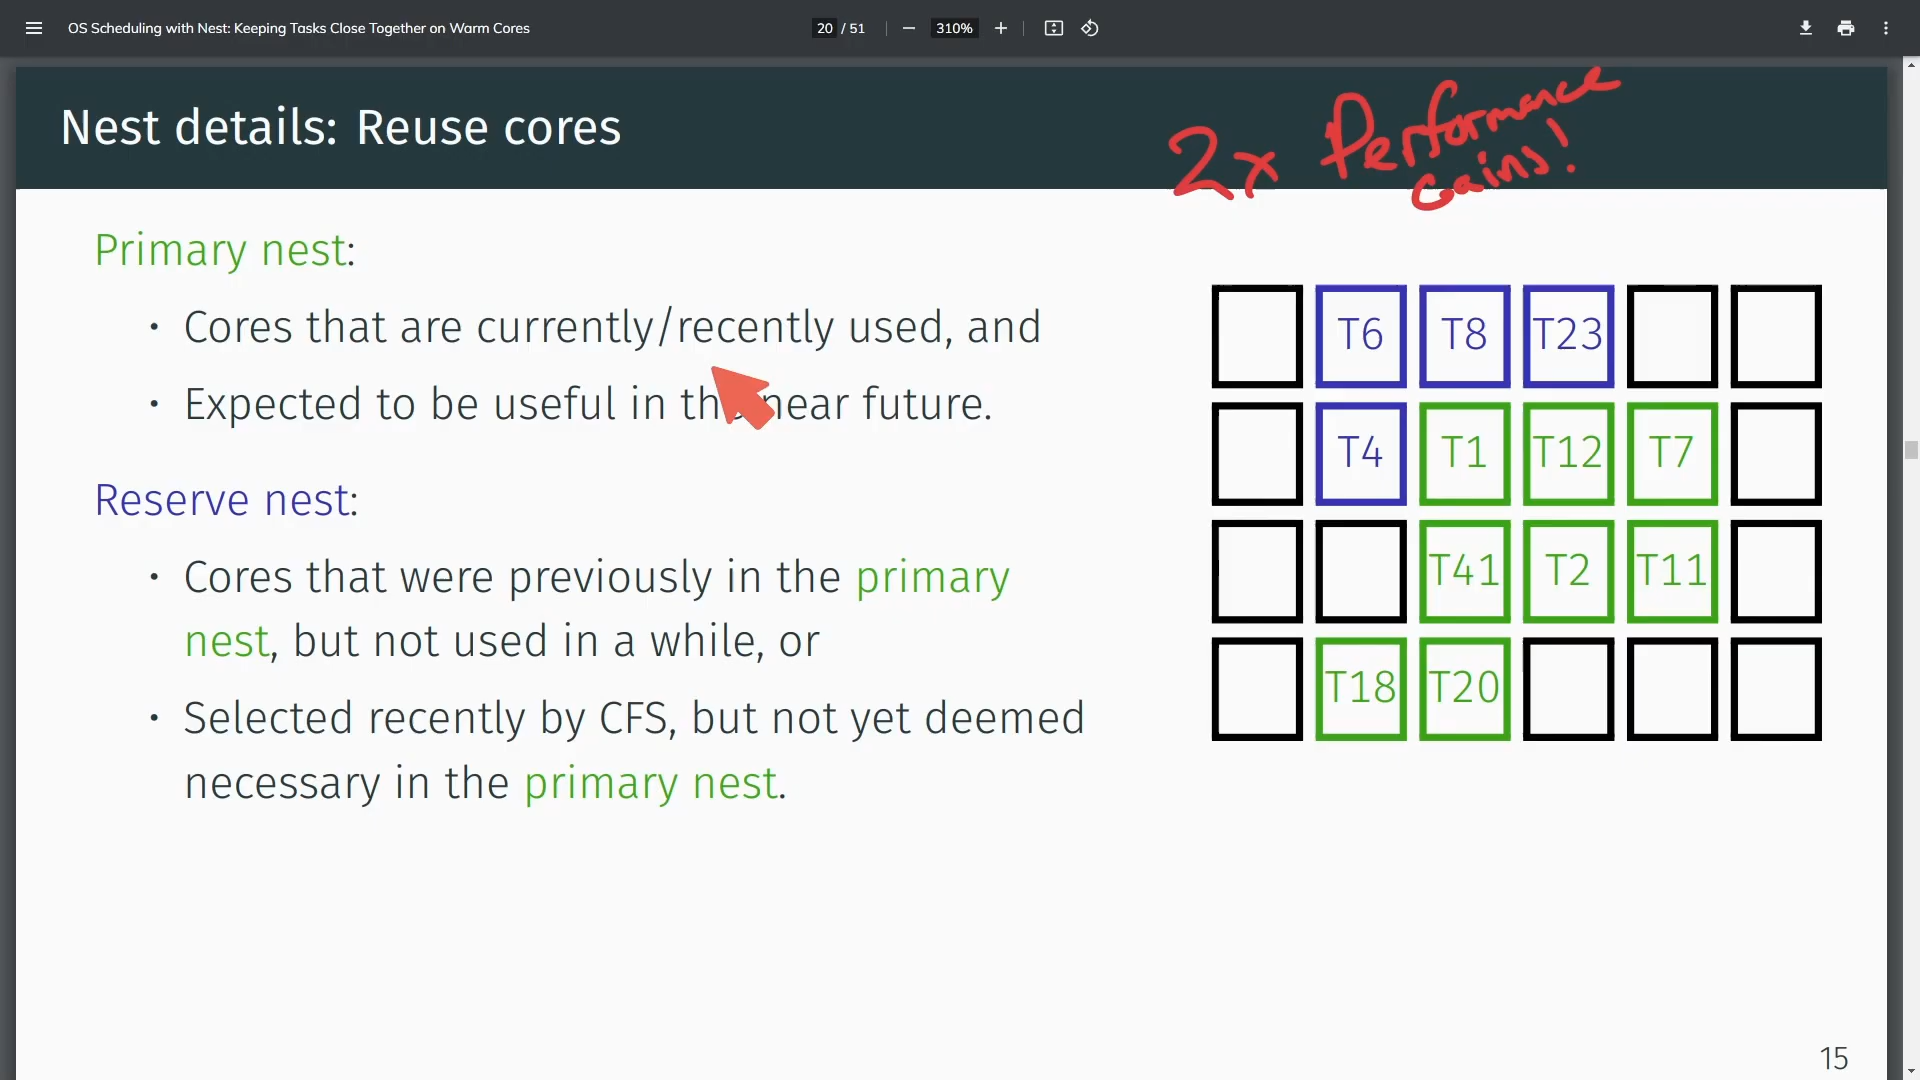 OS Scheduling with Nest: Keeping Tasks Close Together on Warm Cores
20 / 51
310%
Nest details: Reuse cores
2x Performance
Gains!
Primary nest:
• Cores that are currently/recently used, and
• Expected to be useful in the near future.
Reserve nest:
• Cores that were previously in the primary
nest, but not used in a while, or
• Selected recently by CFS, but not yet deemed
necessary in the primary nest.
T6 T8 T23
T4 T1 T12 T7
T41 T2 T11
T18 T20
15